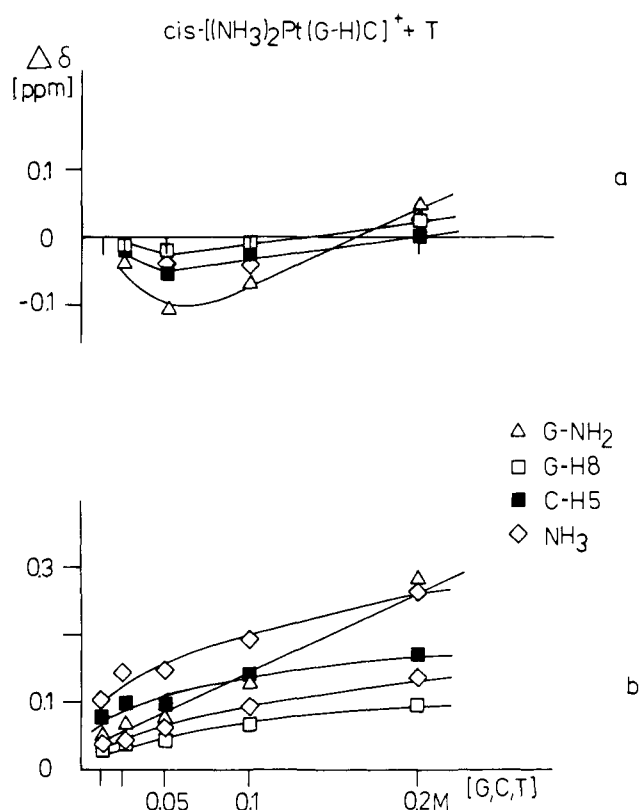 cis-[(NH3)2Pt(G-H)C]+ + T
△ δ
[ppm]
0.1
0
-0.1
a
△ G-NH2
□ G-H8
■ C-H5
◇ NH3
0.3
0.1
0
b
0.05
0.1
0.2M
[G,C,T]